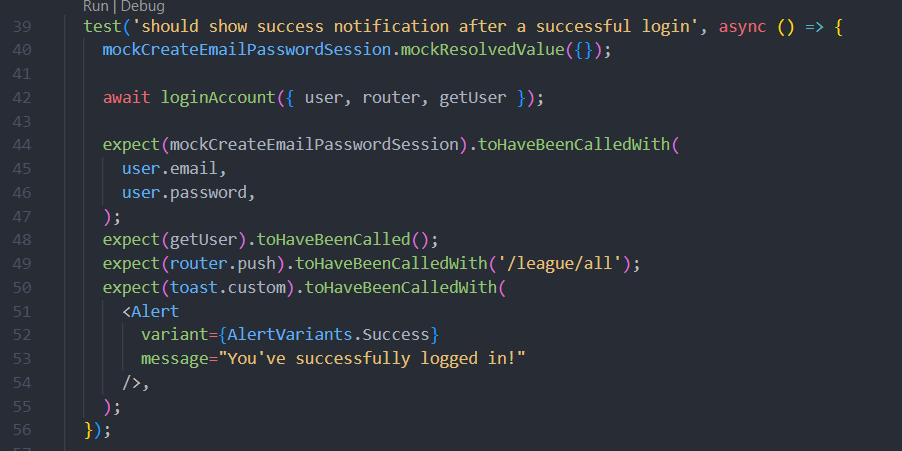 Run | Debug
39 test('should show success notification after a successful login', async () => {
40 mockCreateEmailPasswordSession.mockResolvedValue({});
41
42 await loginAccount({ user, router, getUser });
43
44 expect(mockCreateEmailPasswordSession).toHaveBeenCalledWith(
45 user.email,
46 user.password,
47 );
48 expect(getUser).toHaveBeenCalled();
49 expect(router.push).toHaveBeenCalledWith('/league/all');
50 expect(toast.custom).toHaveBeenCalledWith(
51 <Alert
52 variant={AlertVariants.Success}
53 message="You've successfully logged in!"
54 />,
55 );
56 });
57